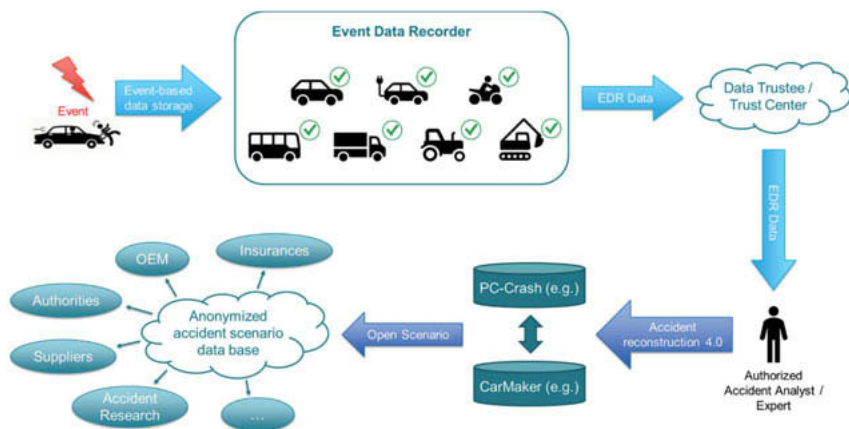 Event Data Recorder
Event
Event-based
data storage
EDR Data
Data Trustee /
Trust Center
EDR Data
Insurances
OEM
Authorities
Anonymized
accident scenario
data base
Suppliers
Accident
Research
...
Open Scenario
PC-Crash (e.g.)
CarMaker (e.g.)
Accident
reconstruction 4.0
Authorized
Accident Analyst /
Expert